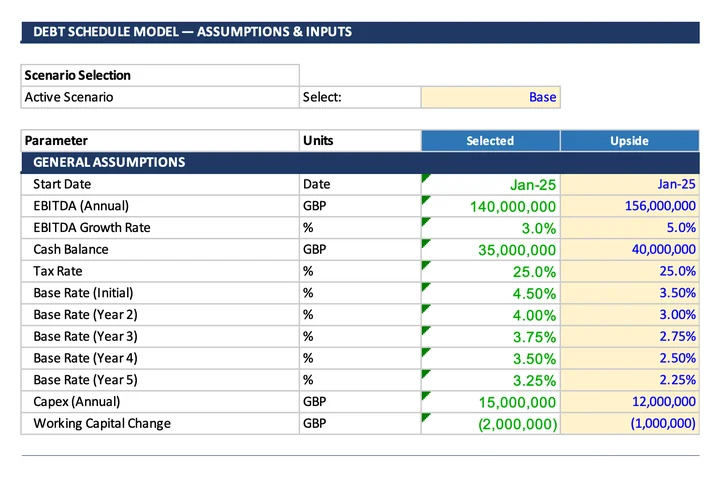 DEBT SCHEDULE MODEL — ASSUMPTIONS & INPUTS
Scenario Selection
Active Scenario Select: Base
Parameter Units Selected Upside
GENERAL ASSUMPTIONS
Start Date Date Jan-25 Jan-25
EBITDA (Annual) GBP 140,000,000 156,000,000
EBITDA Growth Rate % 3.0% 5.0%
Cash Balance GBP 35,000,000 40,000,000
Tax Rate % 25.0% 25.0%
Base Rate (Initial) % 4.50% 3.50%
Base Rate (Year 2) % 4.00% 3.00%
Base Rate (Year 3) % 3.75% 2.75%
Base Rate (Year 4) % 3.50% 2.50%
Base Rate (Year 5) % 3.25% 2.25%
Capex (Annual) GBP 15,000,000 12,000,000
Working Capital Change GBP (2,000,000) (1,000,000)